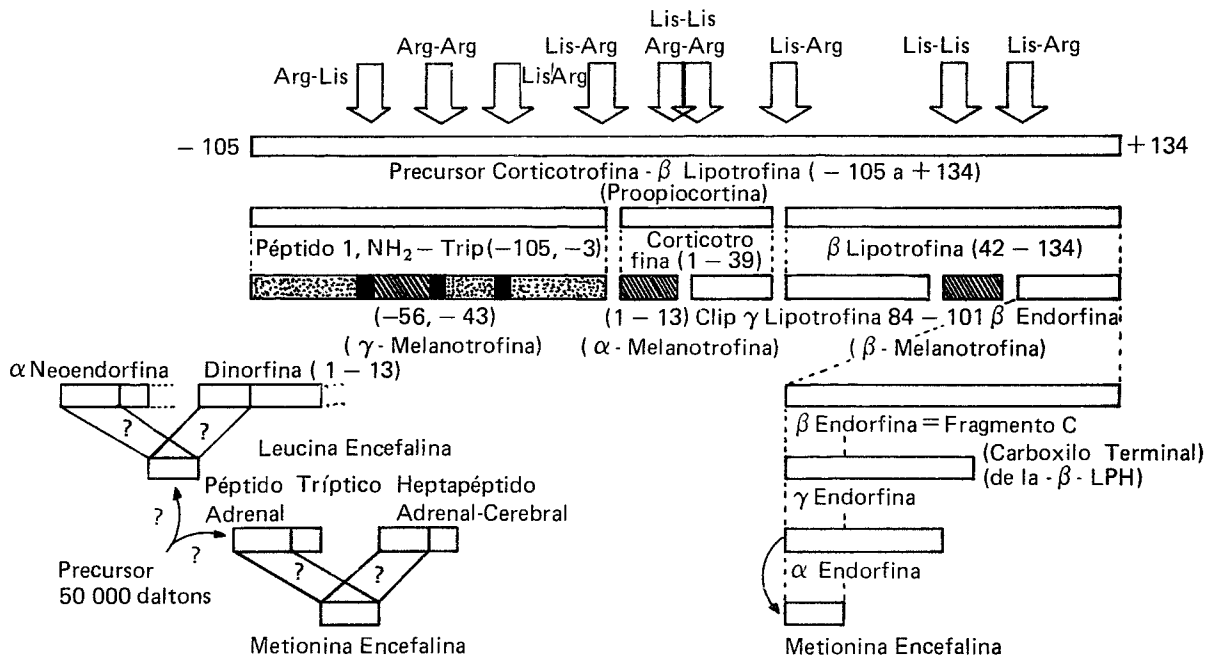 Lis-Lis
Arg-Arg Lis-Arg Arg-Arg Lis-Arg Lis-Lis Lis-Arg
Arg-Lis Lis/Arg
− 105 + 134
Precursor Corticotrofina - β Lipotrofina ( − 105 a + 134)
(Proopiocortina)
Péptido 1, NH₂ − Trip(−105, −3) Corticotro β Lipotrofina (42 − 134)
fina (1 − 39)
(−56, − 43) (1 − 13) Clip γ Lipotrofina 84 − 101 β Endorfina
( γ - Melanotrofina) ( α - Melanotrofina) ( β - Melanotrofina)
α Neoendorfina Dinorfina ( 1 − 13)
? ?
β Endorfina = Fragmento C
Leucina Encefalina (Carboxilo Terminal)
(de la - β - LPH)
Péptido Tríptico Heptapéptido γ Endorfina
Adrenal Adrenal-Cerebral
?
?
? ?
Precursor α Endorfina
50 000 daltons
Metionina Encefalina Metionina Encefalina